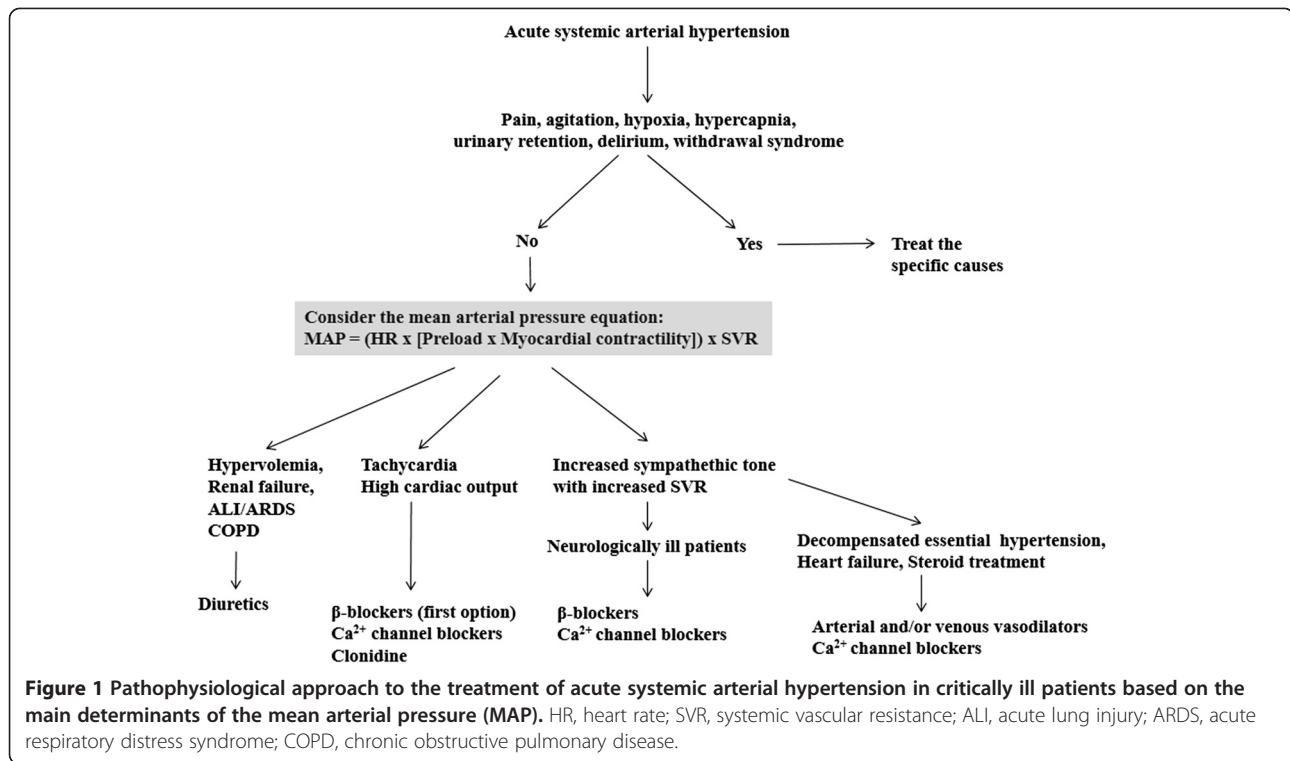 Acute systemic arterial hypertension
Pain, agitation, hypoxia, hypercapnia,
urinary retention, delirium, withdrawal syndrome
No
Yes
Treat the
specific causes
Consider the mean arterial pressure equation:
MAP = (HR x [Preload x Myocardial contractility]) x SVR
Hypervolemia,
Renal failure,
ALI/ARDS
COPD
Diuretics
Tachycardia
High cardiac output
β-blockers (first option)
Ca²⁺ channel blockers
Clonidine
Increased sympathethic tone
with increased SVR
Neurologically ill patients
β-blockers
Ca²⁺ channel blockers
Decompensated essential hypertension,
Heart failure, Steroid treatment
Arterial and/or venous vasodilators
Ca²⁺ channel blockers
Figure 1 Pathophysiological approach to the treatment of acute systemic arterial hypertension in critically ill patients based on the
main determinants of the mean arterial pressure (MAP). HR, heart rate; SVR, systemic vascular resistance; ALI, acute lung injury; ARDS, acute
respiratory distress syndrome; COPD, chronic obstructive pulmonary disease.